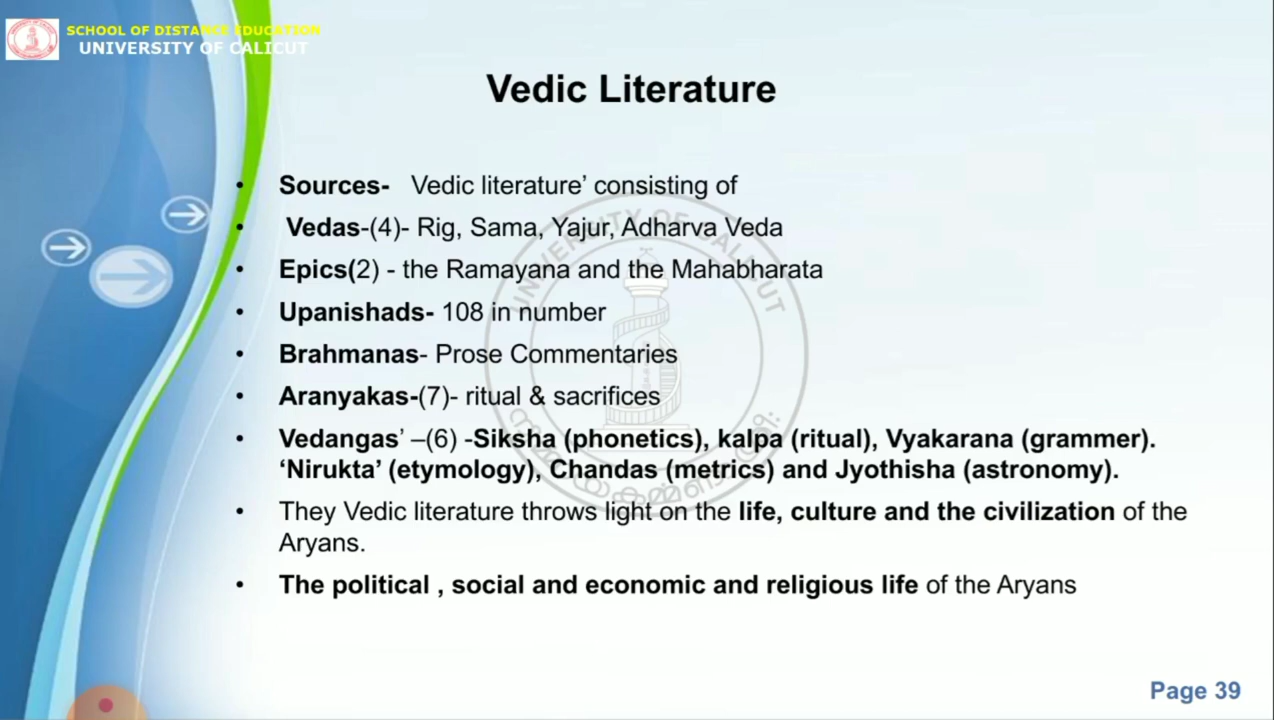 SCHOOL OF DISTANCE EDUCATION
UNIVERSITY OF CALICUT
Vedic Literature
• Sources- Vedic literature’ consisting of
• Vedas-(4)- Rig, Sama, Yajur, Adharva Veda
• Epics(2) - the Ramayana and the Mahabharata
• Upanishads- 108 in number
• Brahmanas- Prose Commentaries
• Aranyakas-(7)- ritual & sacrifices
• Vedangas’ –(6) -Siksha (phonetics), kalpa (ritual), Vyakarana (grammer).
‘Nirukta’ (etymology), Chandas (metrics) and Jyothisha (astronomy).
• They Vedic literature throws light on the life, culture and the civilization of the
Aryans.
• The political , social and economic and religious life of the Aryans
UNIVERSITY OF CALICUT
Page 39